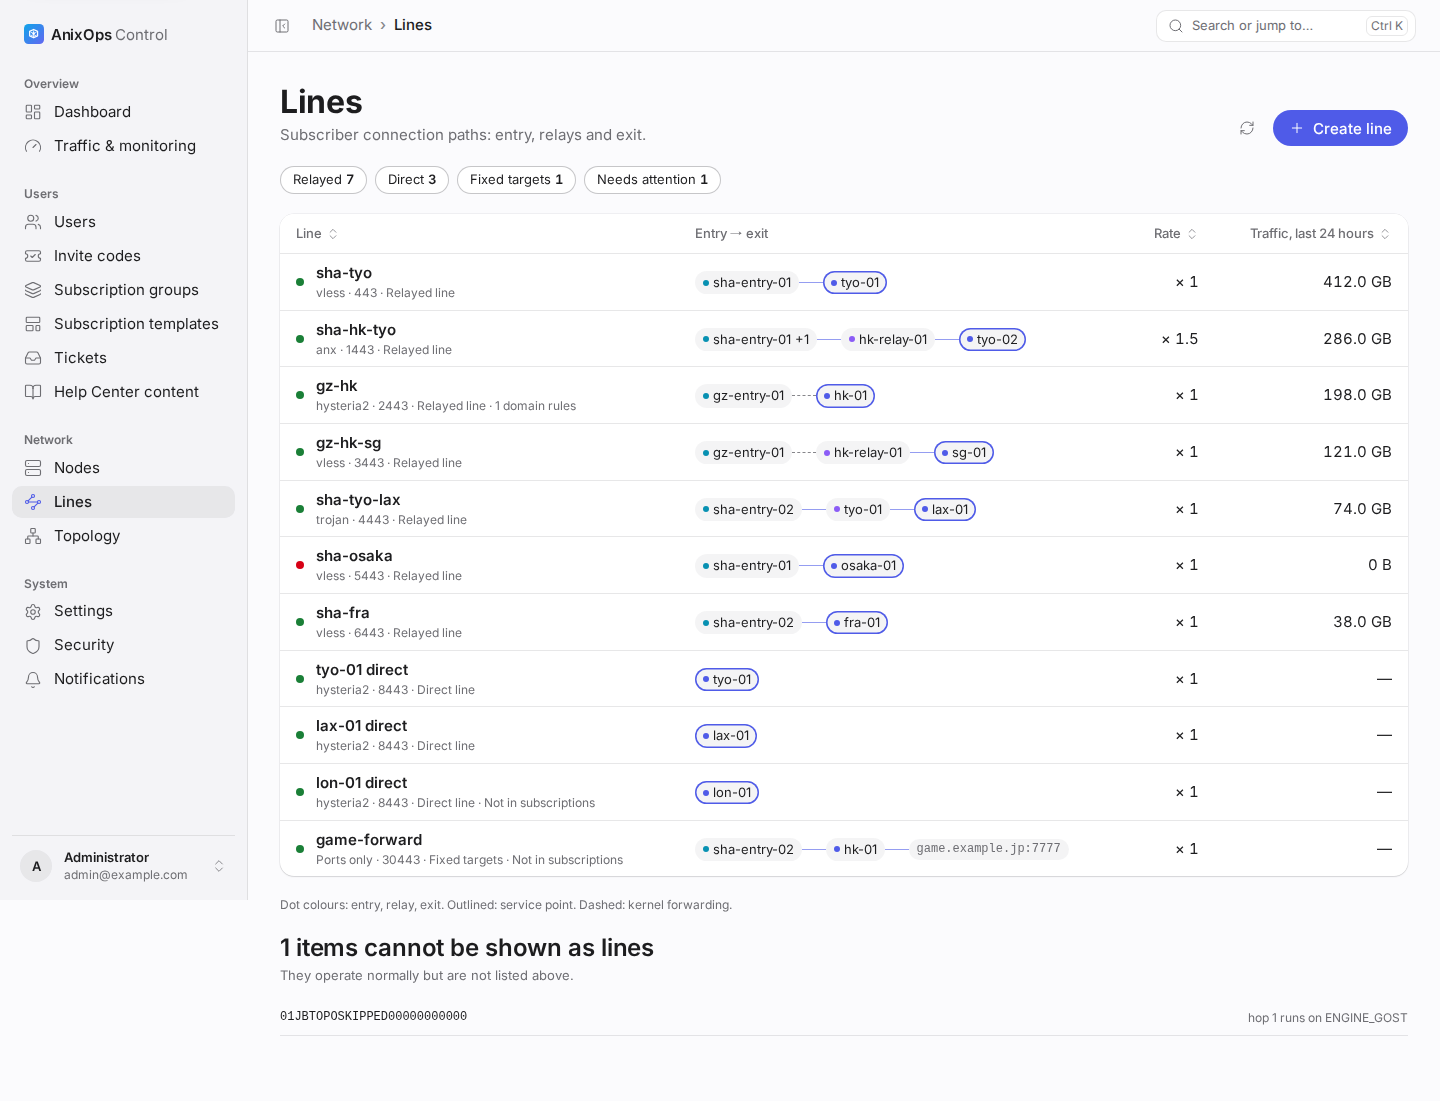 AnixOps Control
Network › Lines
Search or jump to...
Ctrl K
Overview
Dashboard
Traffic & monitoring
Users
Users
Invite codes
Subscription groups
Subscription templates
Tickets
Help Center content
Network
Nodes
Lines
Topology
System
Settings
Security
Notifications
A
Administrator
admin@example.com
Lines
Subscriber connection paths: entry, relays and exit.
Create line
Relayed 7
Direct 3
Fixed targets 1
Needs attention 1
Line
Entry → exit
Rate
Traffic, last 24 hours
sha-tyo
vless · 443 · Relayed line
sha-entry-01
tyo-01
× 1
412.0 GB
sha-hk-tyo
anx · 1443 · Relayed line
sha-entry-01 +1
hk-relay-01
tyo-02
× 1.5
286.0 GB
gz-hk
hysteria2 · 2443 · Relayed line · 1 domain rules
gz-entry-01
hk-01
× 1
198.0 GB
gz-hk-sg
vless · 3443 · Relayed line
gz-entry-01
hk-relay-01
sg-01
× 1
121.0 GB
sha-tyo-lax
trojan · 4443 · Relayed line
sha-entry-02
tyo-01
lax-01
× 1
74.0 GB
sha-osaka
vless · 5443 · Relayed line
sha-entry-01
osaka-01
× 1
0 B
sha-fra
vless · 6443 · Relayed line
sha-entry-02
fra-01
× 1
38.0 GB
tyo-01 direct
hysteria2 · 8443 · Direct line
tyo-01
× 1
—
lax-01 direct
hysteria2 · 8443 · Direct line
lax-01
× 1
—
lon-01 direct
hysteria2 · 8443 · Direct line · Not in subscriptions
lon-01
× 1
—
game-forward
Ports only · 30443 · Fixed targets · Not in subscriptions
sha-entry-02
hk-01
game.example.jp:7777
× 1
—
Dot colours: entry, relay, exit. Outlined: service point. Dashed: kernel forwarding.
1 items cannot be shown as lines
They operate normally but are not listed above.
01JBTOPOSKIPPED00000000000
hop 1 runs on ENGINE_GOST